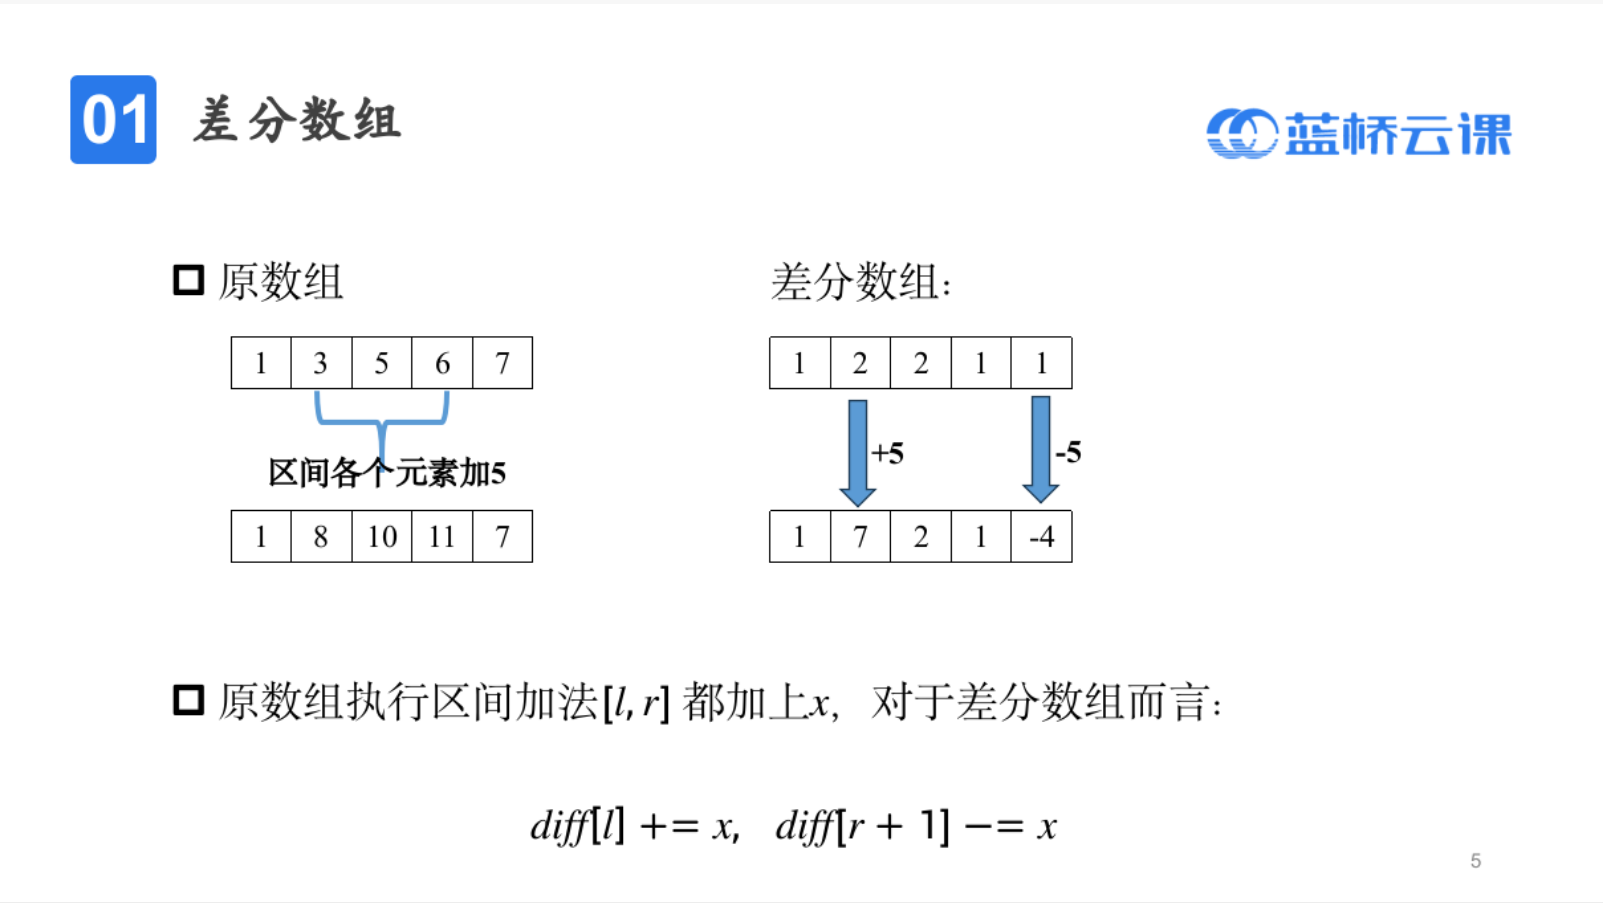 01 差分数组
蓝桥云课
原数组
差分数组：
1 3 5 6 7
1 2 2 1 1
区间各个元素加5
+5
-5
1 8 10 11 7
1 7 2 1 -4
原数组执行区间加法[l, r] 都加上x，对于差分数组而言：
diff[l] += x, diff[r + 1] −= x
5